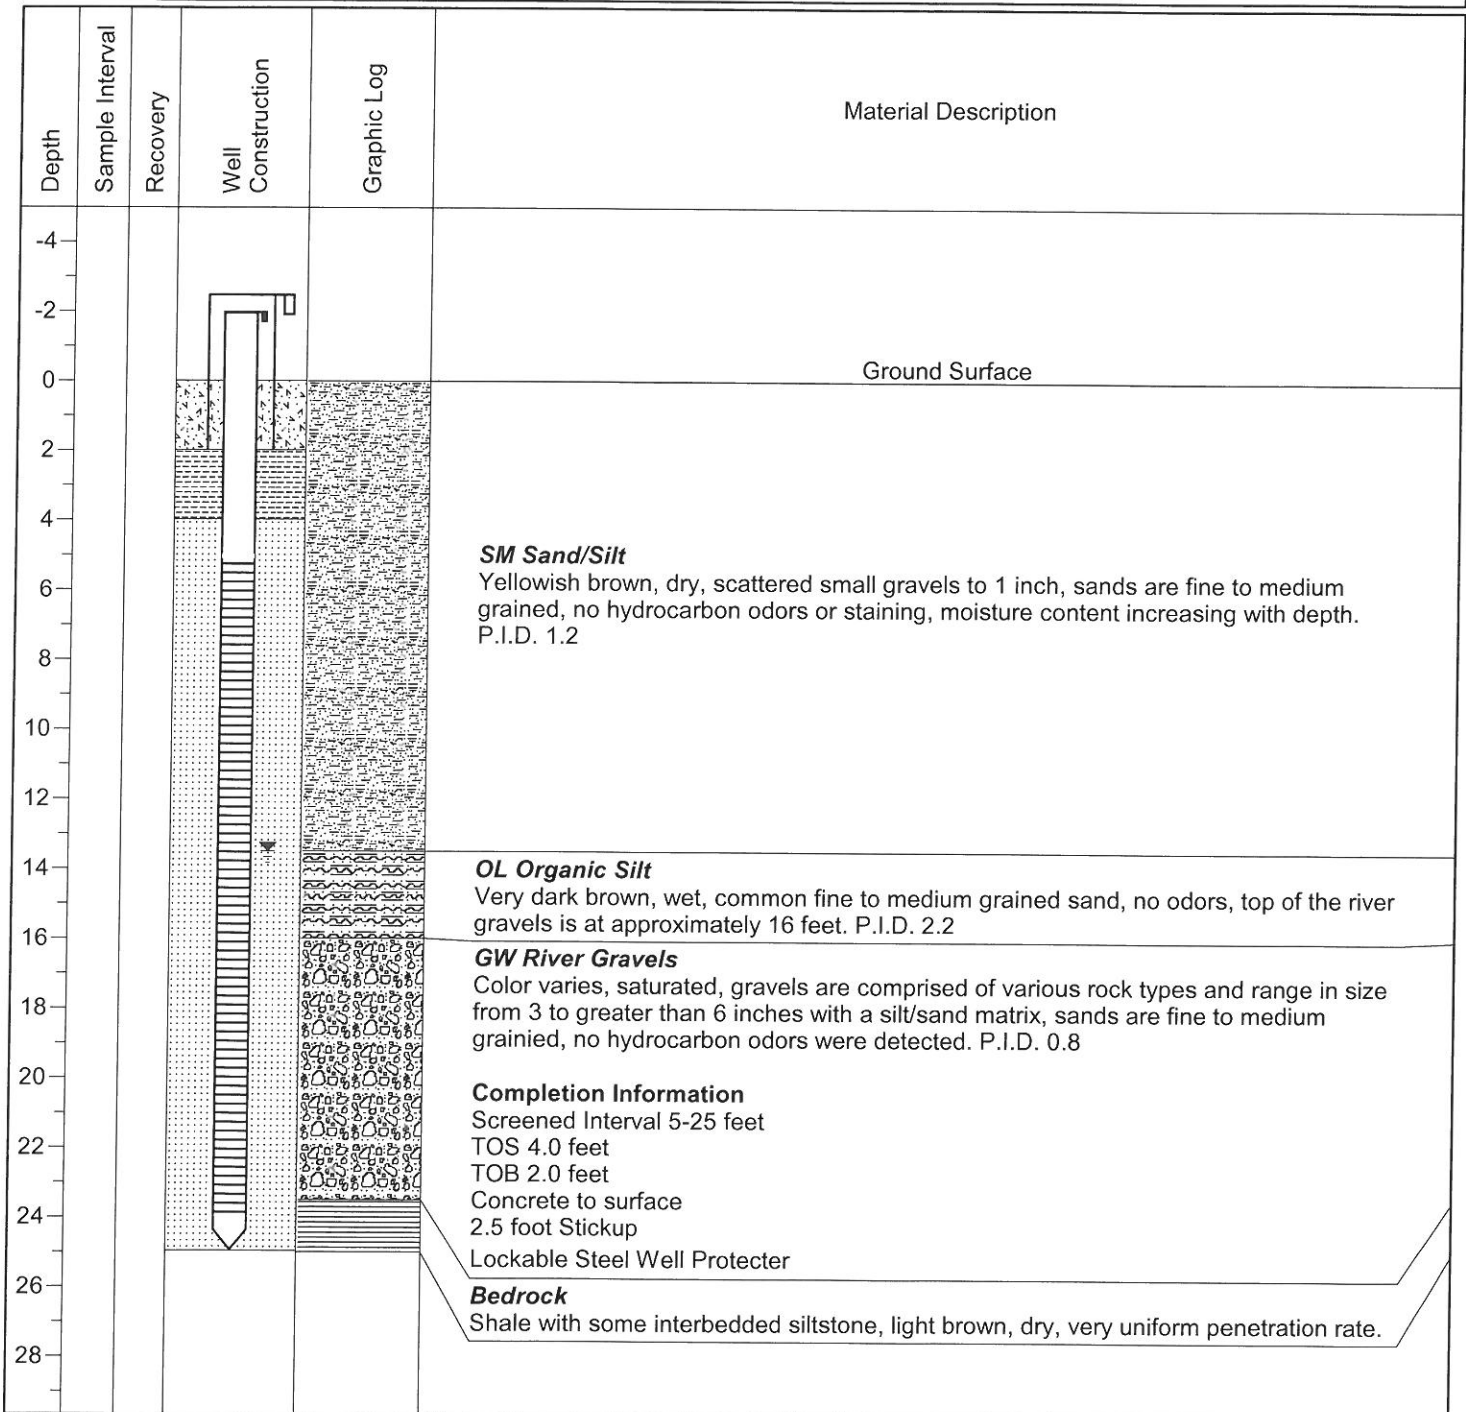 Depth
Sample Interval
Recovery
Well
Construction
Graphic Log
Material Description
-4
-2
0
2
4
6
8
10
12
14
16
18
20
22
24
26
28
Ground Surface
SM Sand/Silt
Yellowish brown, dry, scattered small gravels to 1 inch, sands are fine to medium
grained, no hydrocarbon odors or staining, moisture content increasing with depth.
P.I.D. 1.2
OL Organic Silt
Very dark brown, wet, common fine to medium grained sand, no odors, top of the river
gravels is at approximately 16 feet. P.I.D. 2.2
GW River Gravels
Color varies, saturated, gravels are comprised of various rock types and range in size
from 3 to greater than 6 inches with a silt/sand matrix, sands are fine to medium
grainied, no hydrocarbon odors were detected. P.I.D. 0.8
Completion Information
Screened Interval 5-25 feet
TOS 4.0 feet
TOB 2.0 feet
Concrete to surface
2.5 foot Stickup
Lockable Steel Well Protecter
Bedrock
Shale with some interbedded siltstone, light brown, dry, very uniform penetration rate.